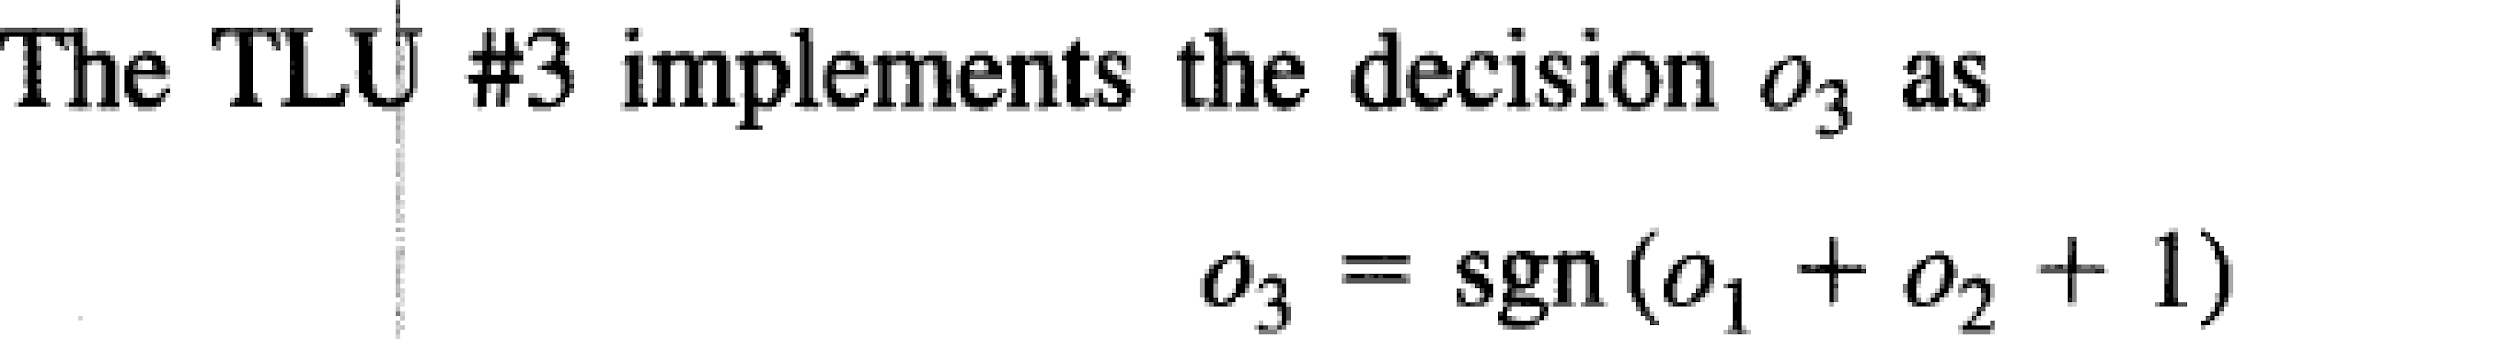 The TLU #3 implements the decision o₃ as
o₃ = sgn (o₁ + o₂ + 1)